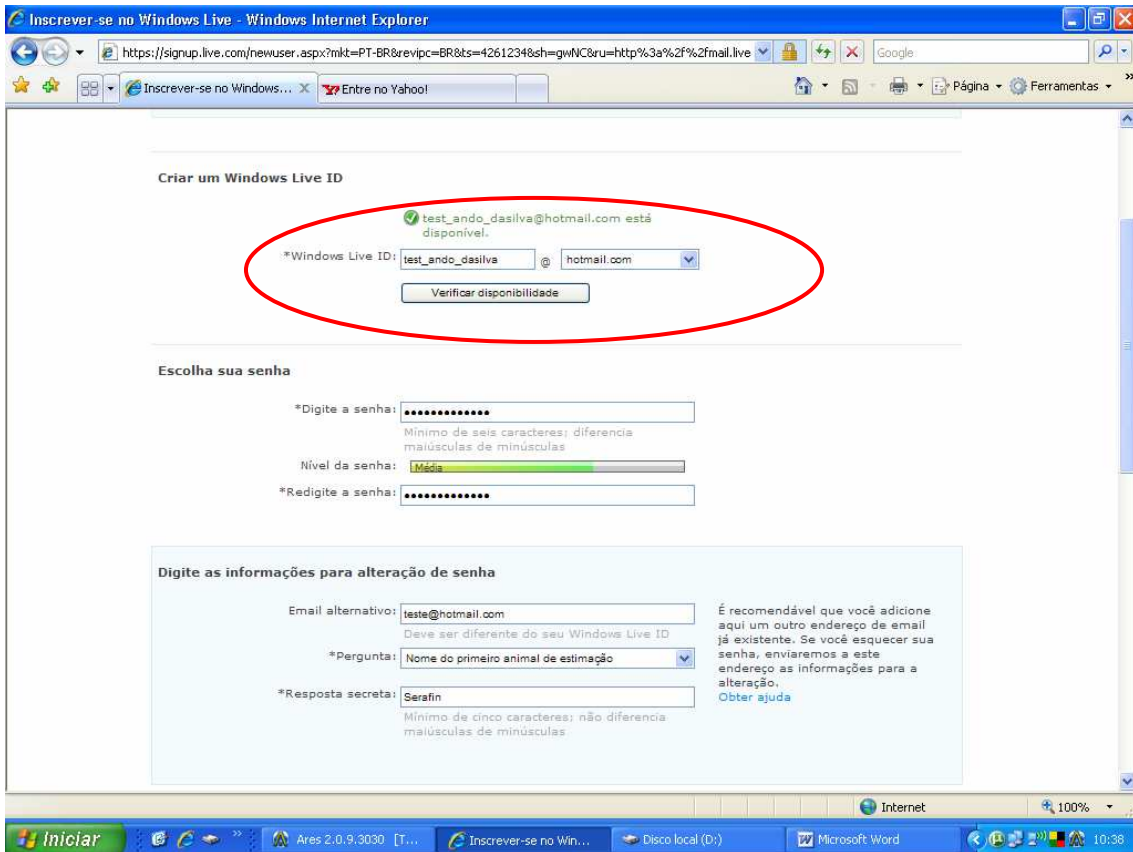 Inscrever-se no Windows Live - Windows Internet Explorer
https://signup.live.com/newuser.aspx?mkt=PT-BR&revipc=BR&ts=4261234&sh=gwNC&ru=http%3a%2f%2fmail.live
Google
Inscrever-se no Windows... X
Entre no Yahoo!
Página
Ferramentas
»
Criar um Windows Live ID
test_ando_dasilva@hotmail.com está
disponível.
*Windows Live ID: test_ando_dasilva @ hotmail.com
Verificar disponibilidade
Escolha sua senha
*Digite a senha: •••••••••••••
Mínimo de seis caracteres; diferencia
maiúsculas de minúsculas
Nível da senha: Média
*Redigite a senha: •••••••••••••
Digite as informações para alteração de senha
Email alternativo: teste@hotmail.com
Deve ser diferente do seu Windows Live ID
*Pergunta: Nome do primeiro animal de estimação
*Resposta secreta: Serafin
Mínimo de cinco caracteres; não diferencia
maiúsculas de minúsculas
É recomendável que você adicione
aqui um outro endereço de email
já existente. Se você esquecer sua
senha, enviaremos a este
endereço as informações para a
alteração.
Obter ajuda
Internet
100%
Iniciar
»
Ares 2.0.9.3030 [T...
Inscrever-se no Win...
Disco local (D:)
Microsoft Word
10:38